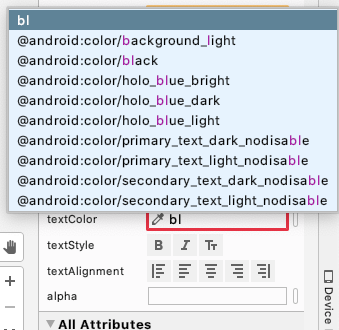 bl
@android:color/background_light
@android:color/black
@android:color/holo_blue_bright
@android:color/holo_blue_dark
@android:color/holo_blue_light
@android:color/primary_text_dark_nodisable
@android:color/primary_text_light_nodisable
@android:color/secondary_text_dark_nodisable
@android:color/secondary_text_light_nodisable
textColor bl
textStyle B I Tт
textAlignment
alpha
All Attributes
Device